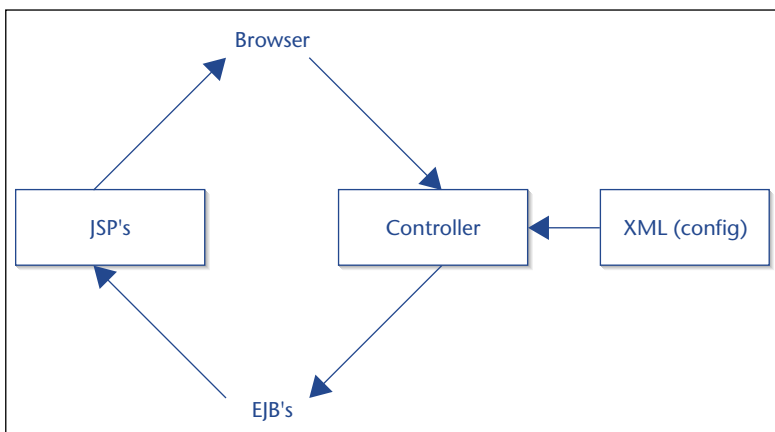 Browser
JSP's
Controller
XML (config)
EJB's